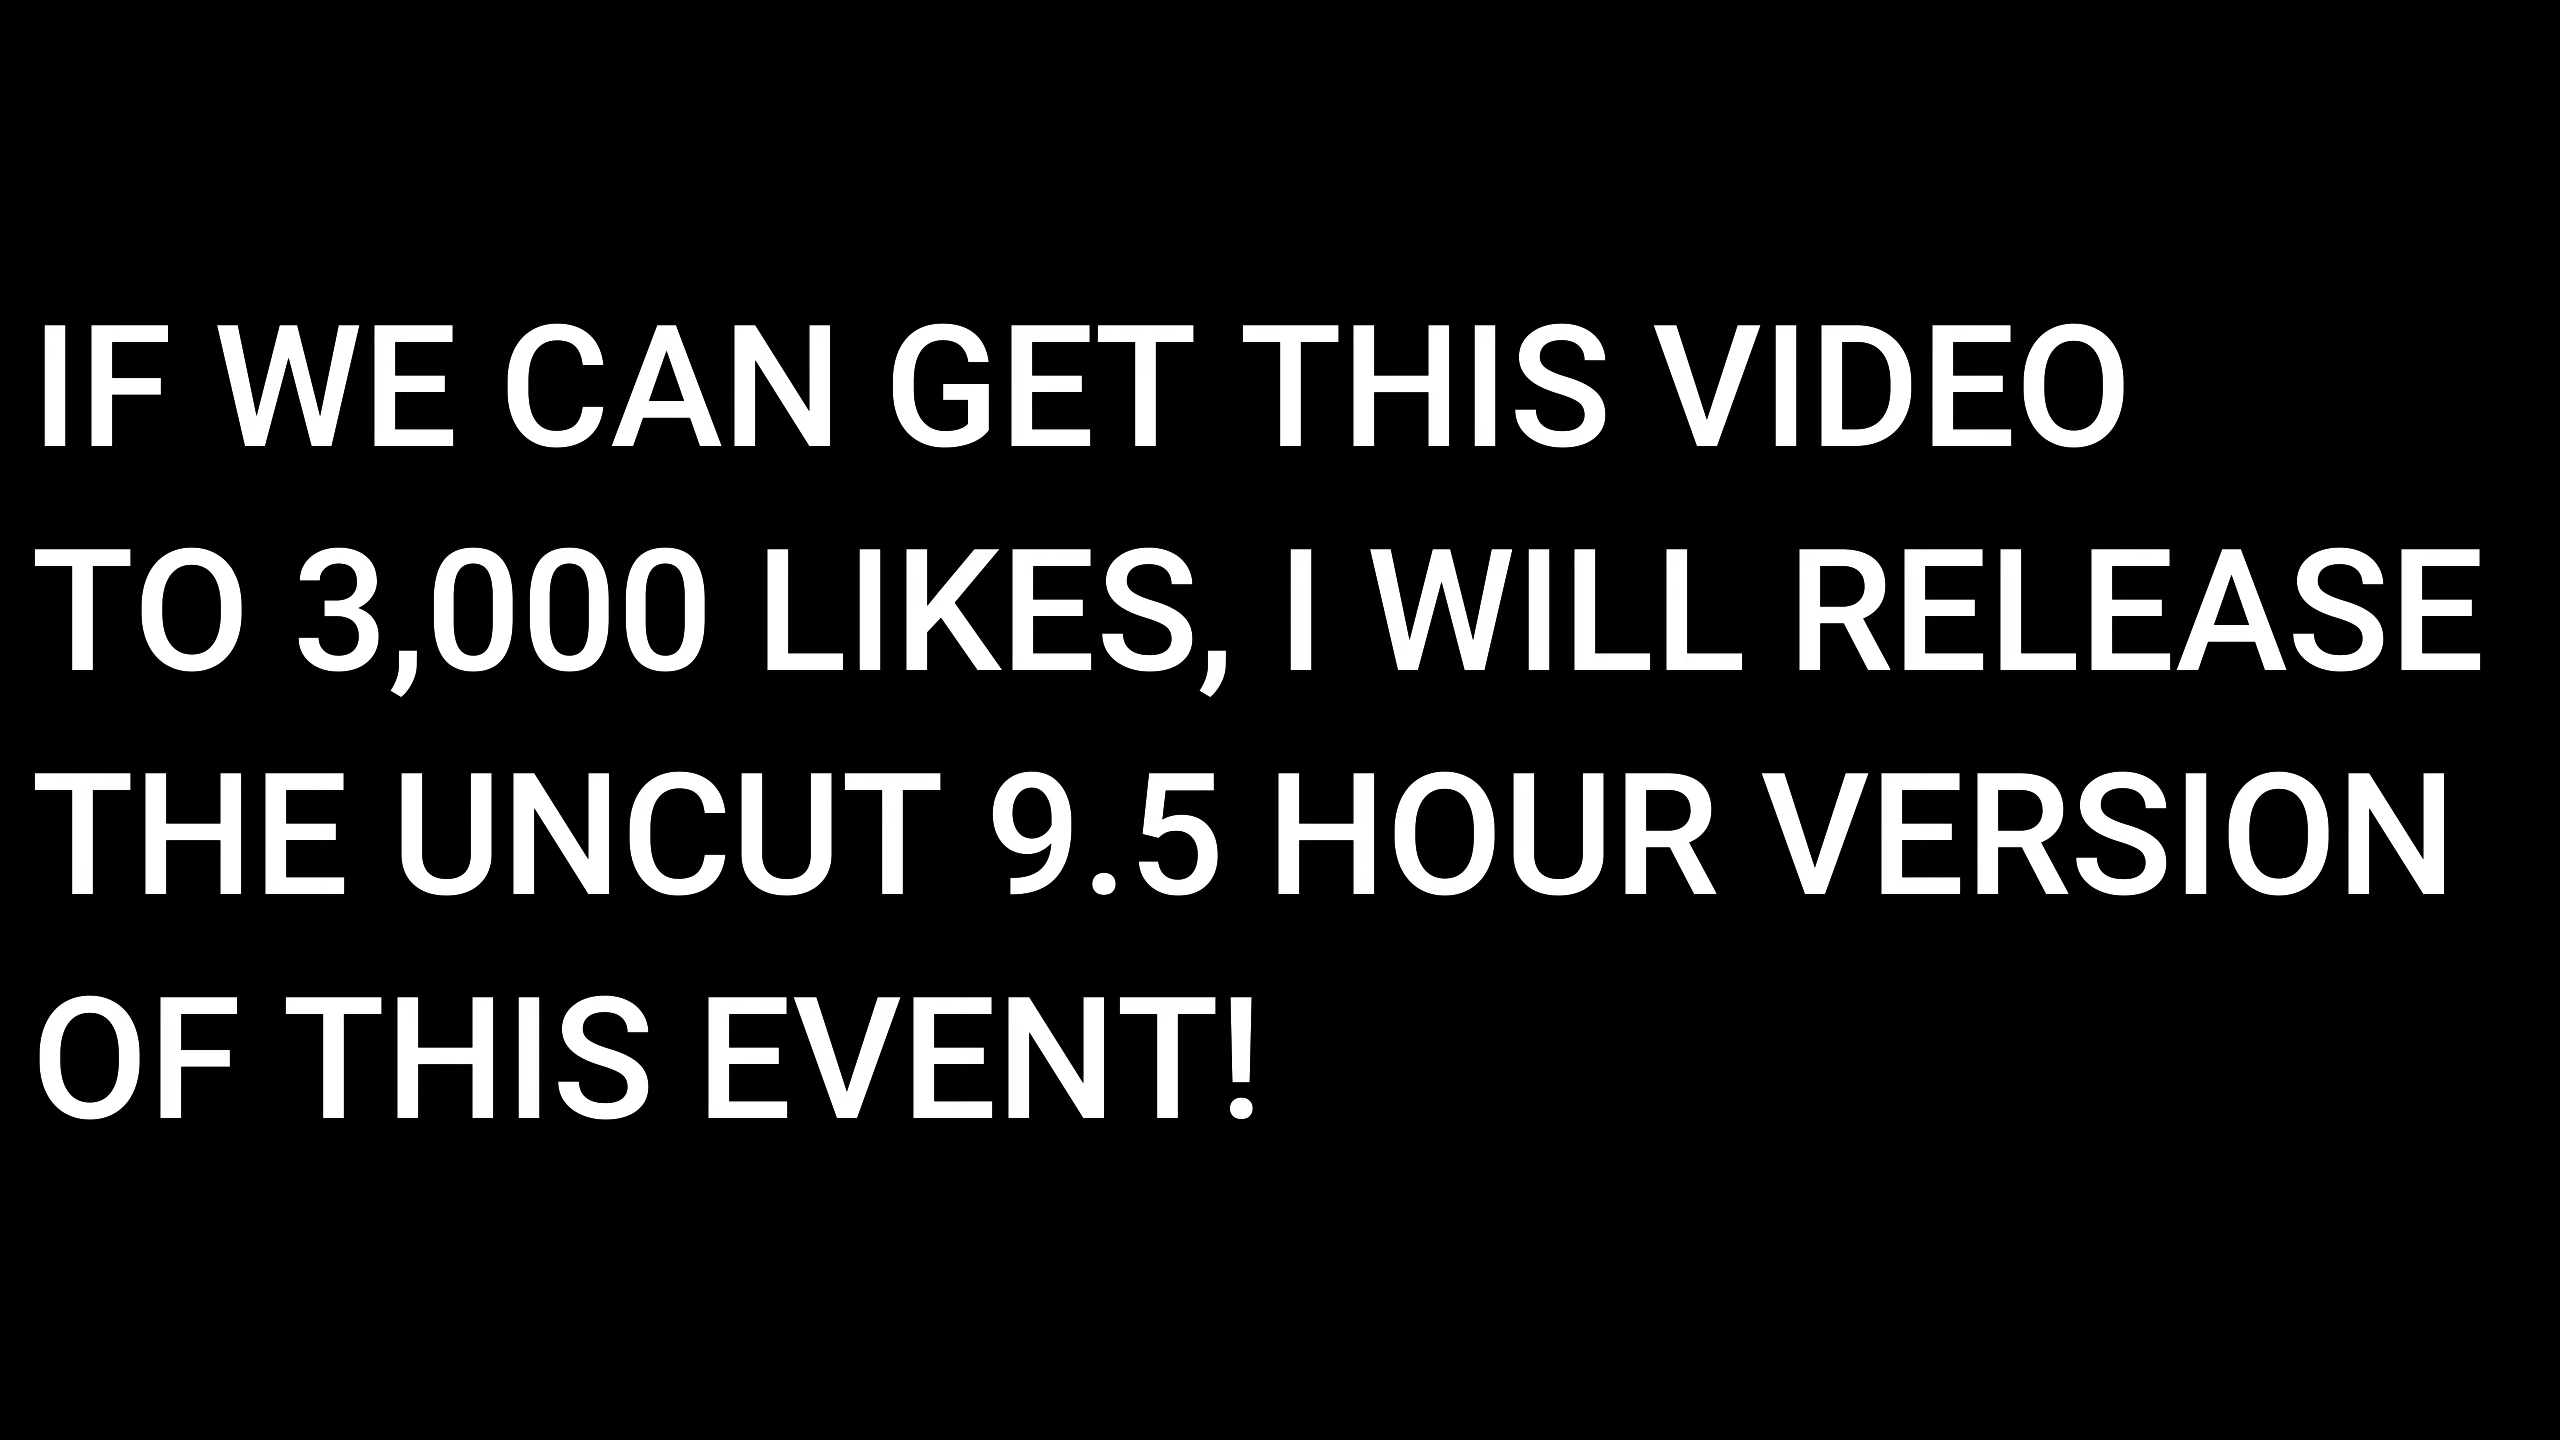 IF WE CAN GET THIS VIDEO
TO 3,000 LIKES, I WILL RELEASE
THE UNCUT 9.5 HOUR VERSION
OF THIS EVENT!